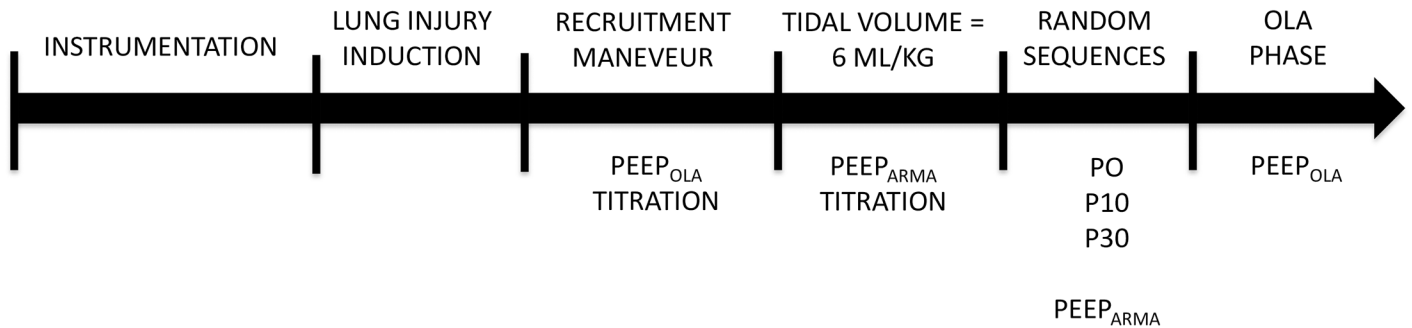 INSTRUMENTATION
LUNG INJURY
INDUCTION
RECRUITMENT
MANEVEUR
TIDAL VOLUME =
6 ML/KG
RANDOM
SEQUENCES
OLA
PHASE
PEEPOLA
TITRATION
PEEPARMA
TITRATION
PO
P10
P30
PEEPARMA
PEEPOLA